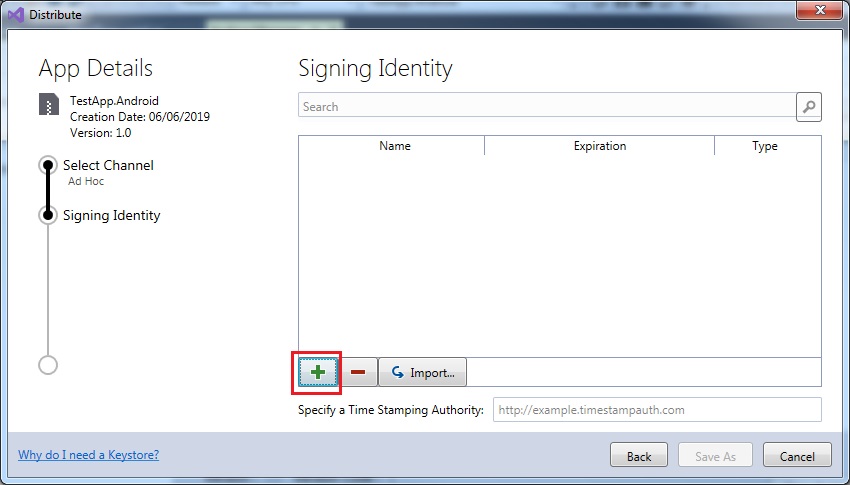 Distribute
App Details
TestApp.Android
Creation Date: 06/06/2019
Version: 1.0
Select Channel
Ad Hoc
Signing Identity
Signing Identity
Search
Name Expiration Type
Import...
Specify a Time Stamping Authority: http://example.timestampauth.com
Why do I need a Keystore?
Back Save As Cancel